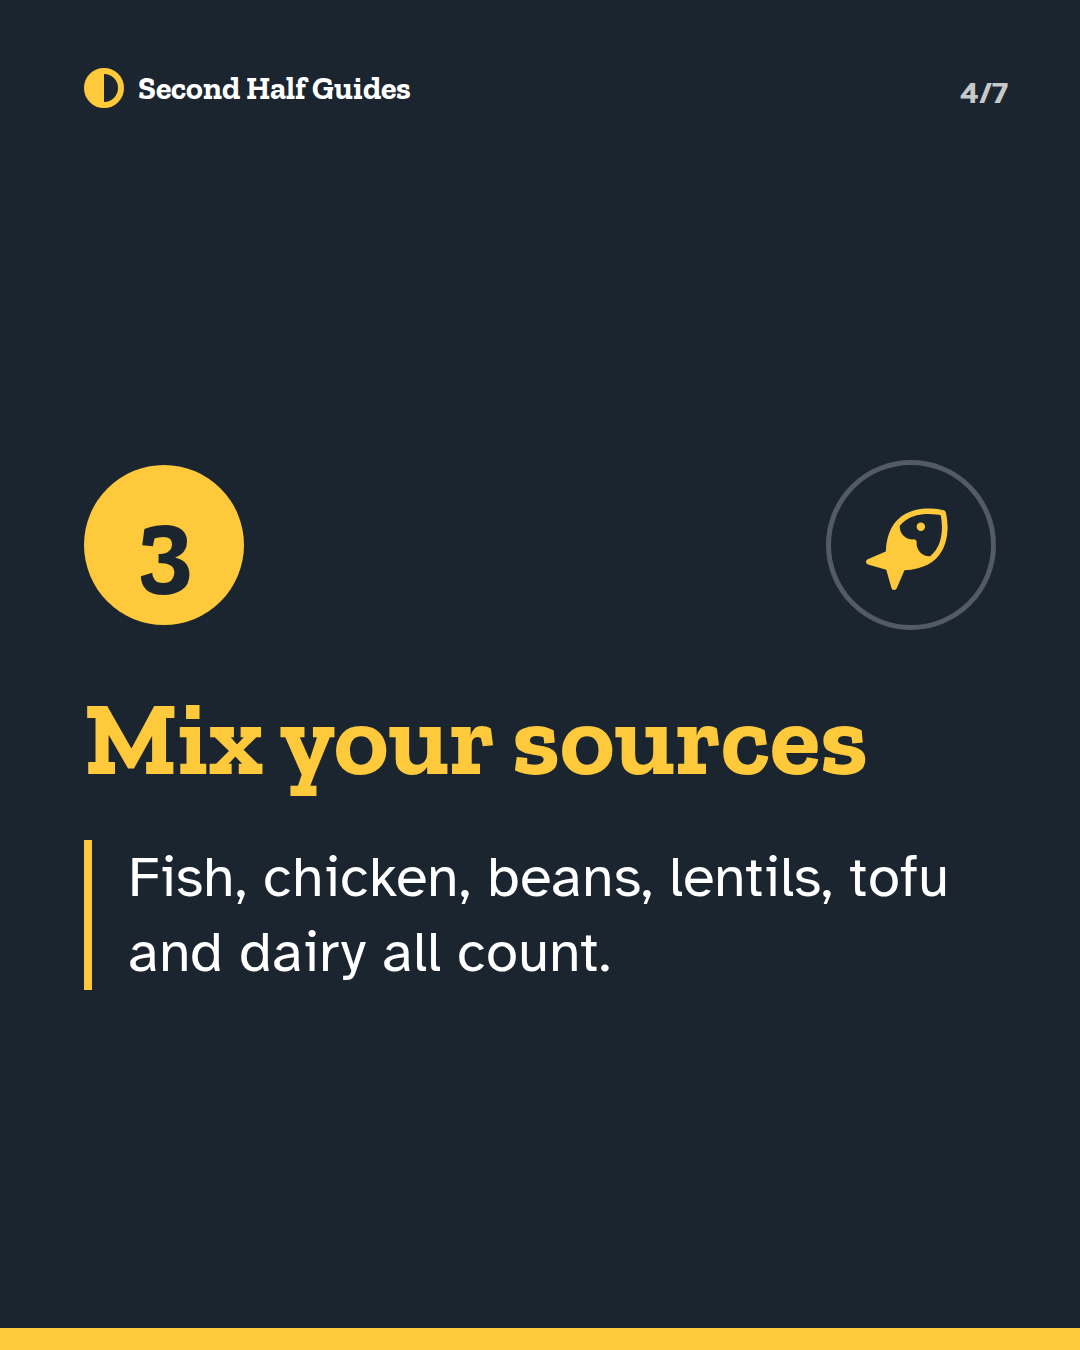 Second Half Guides
4/7
3
Mix your sources
Fish, chicken, beans, lentils, tofu
and dairy all count.